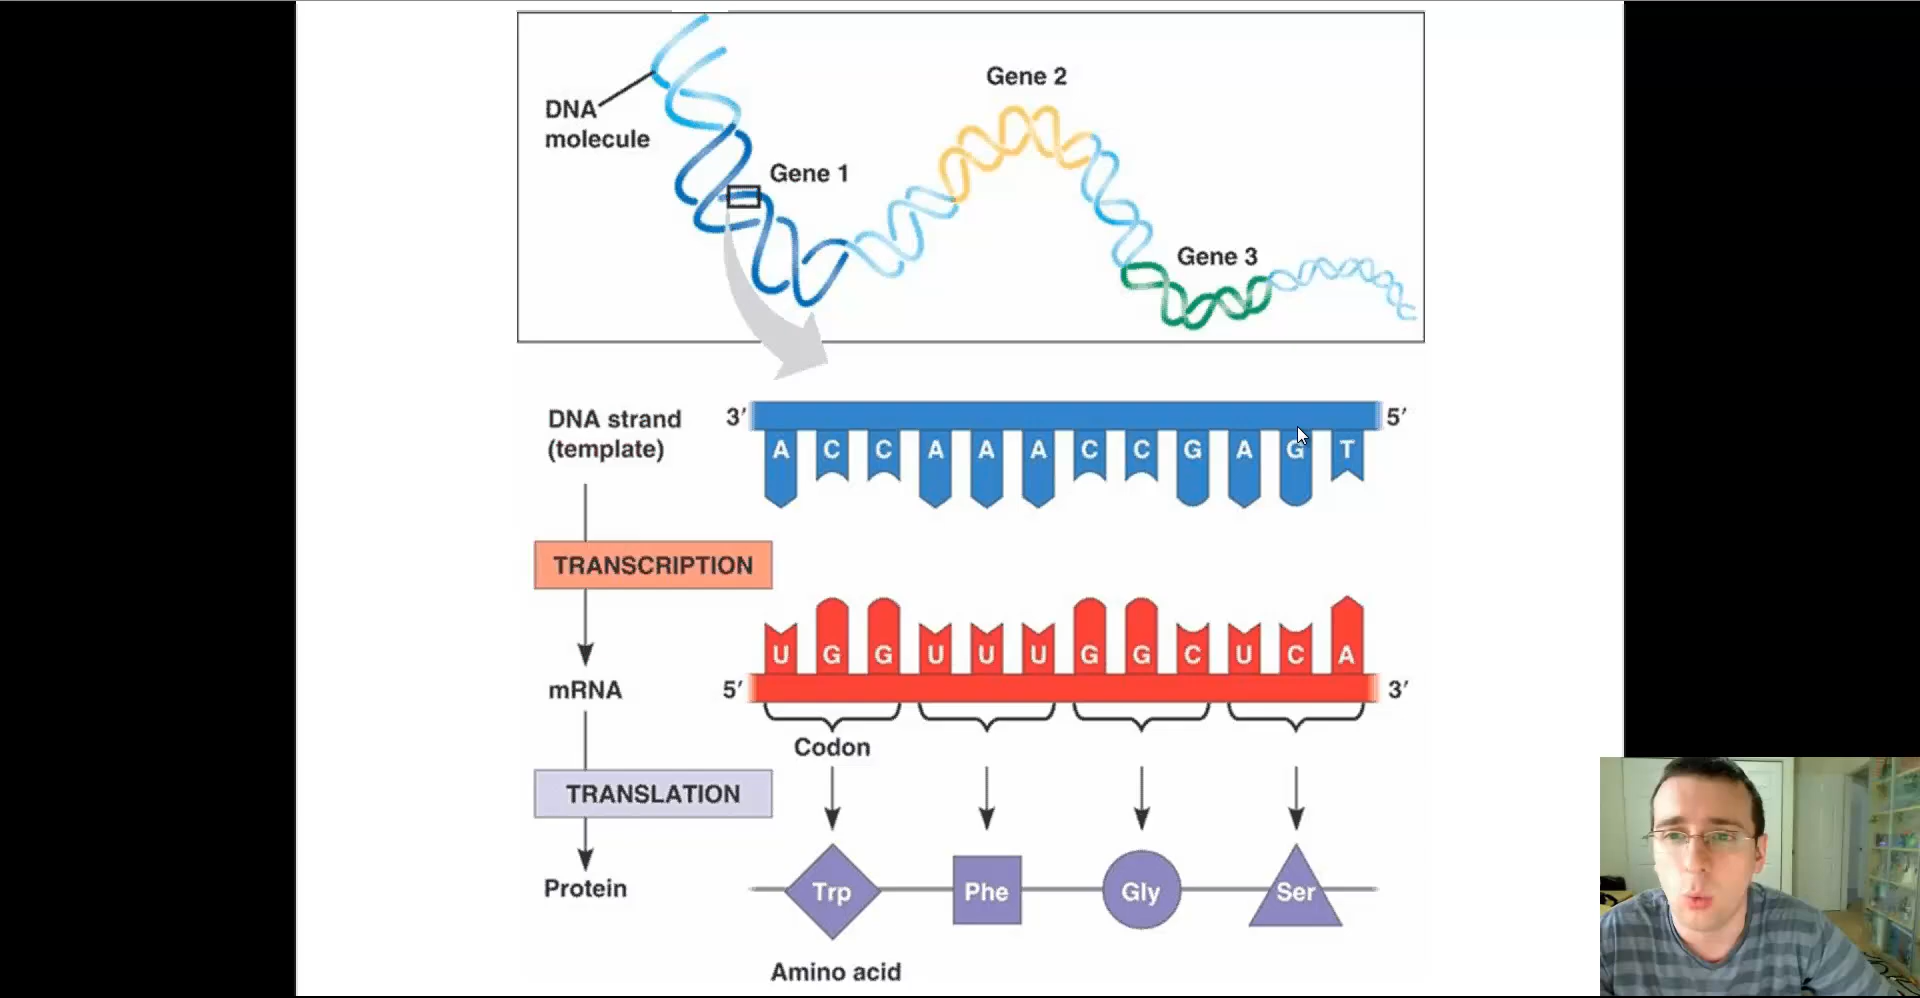 Gene 2
DNA
molecule
Gene 1
Gene 3
DNA strand
(template)
3′
5′
A C C A A A C C G A G T
TRANSCRIPTION
U G G U U U G G C U C A
mRNA
5′
3′
Codon
TRANSLATION
Protein
Trp Phe Gly Ser
Amino acid